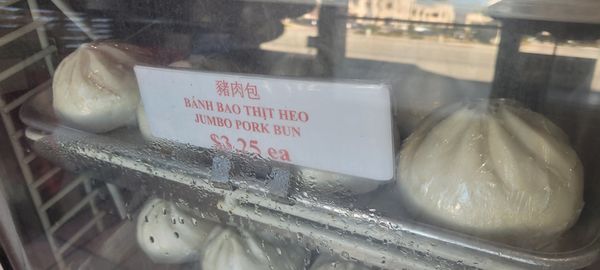 豬肉包
BÁNH BAO THỊT HEO
JUMBO PORK BUN
$3.25 ea